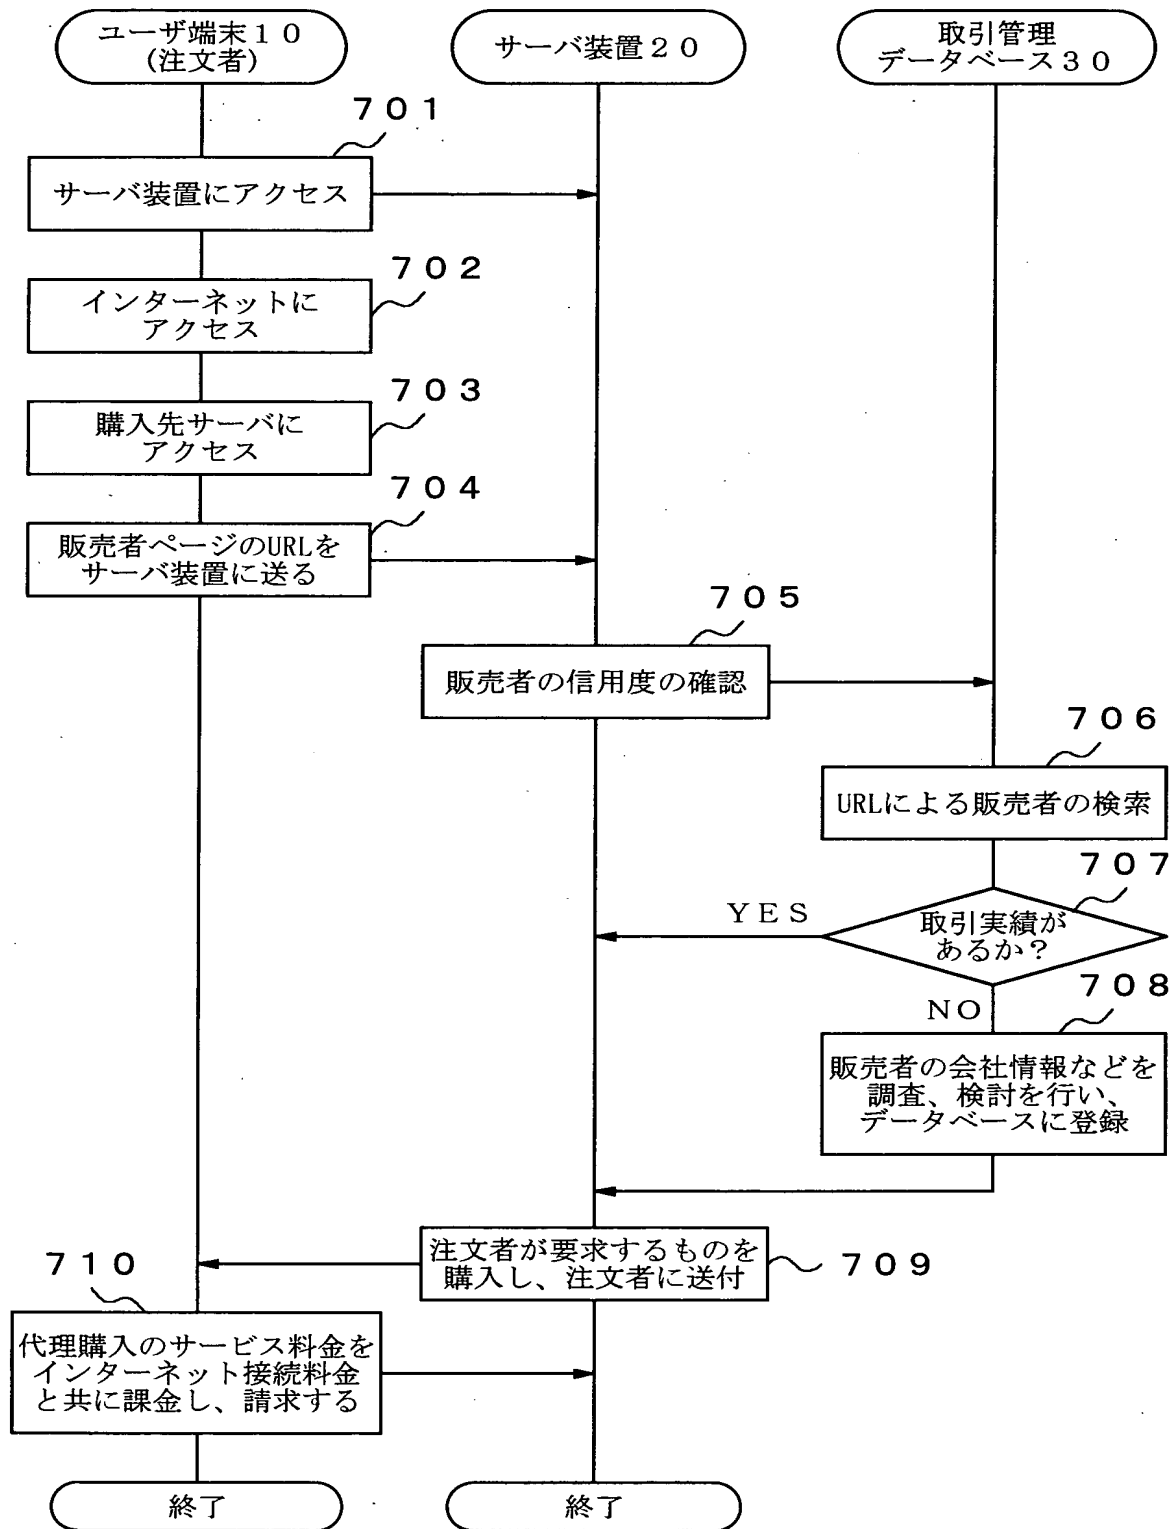 ユーザ端末１０
(注文者)
サーバ装置２０
取引管理
データベース３０
７０１
サーバ装置にアクセス
７０２
インターネットに
アクセス
７０３
購入先サーバに
アクセス
７０４
販売者ページのURLを
サーバ装置に送る
７０５
販売者の信用度の確認
７０６
URLによる販売者の検索
７０７
取引実績が
あるか？
ＹＥＳ
ＮＯ
７０８
販売者の会社情報などを
調査、検討を行い、
データベースに登録
注文者が要求するものを
購入し、注文者に送付
７０９
７１０
代理購入のサービス料金を
インターネット接続料金
と共に課金し、請求する
終了
終了